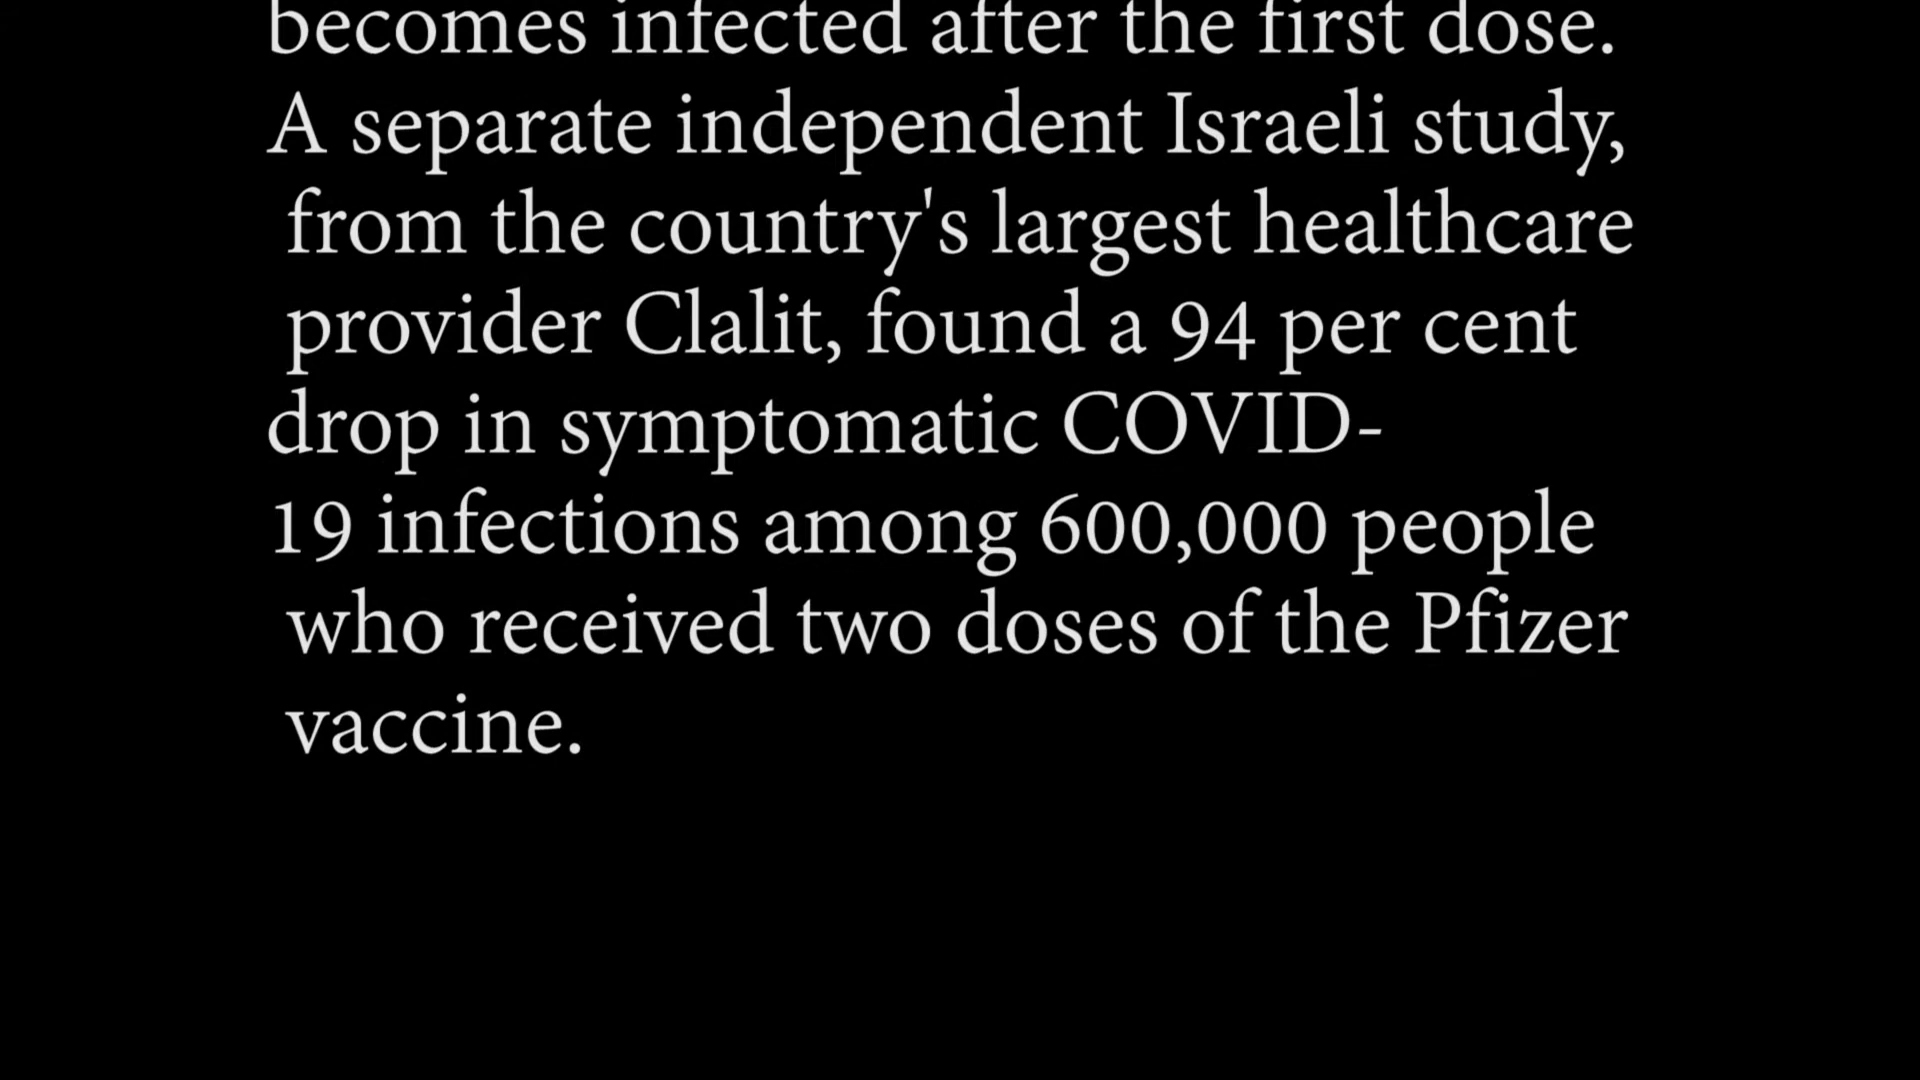 becomes infected after the first dose.
A separate independent Israeli study,
from the country's largest healthcare
provider Clalit, found a 94 per cent
drop in symptomatic COVID-
19 infections among 600,000 people
who received two doses of the Pfizer
vaccine.